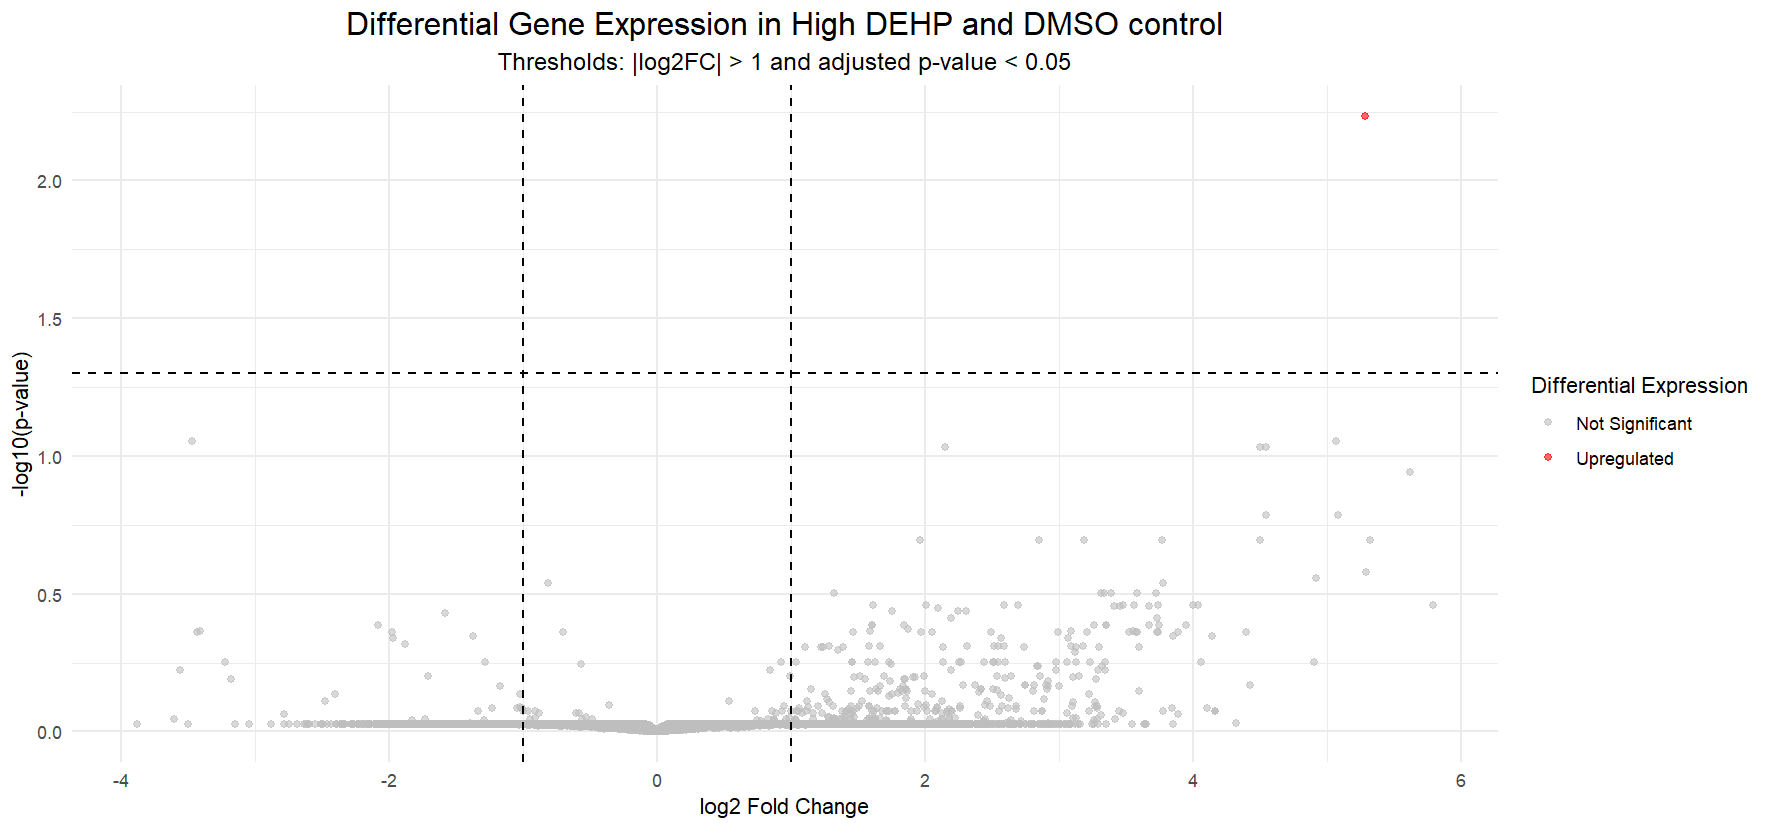 Differential Gene Expression in High DEHP and DMSO control
Thresholds: |log2FC| > 1 and adjusted p-value < 0.05
-log10(p-value)
2.0
1.5
1.0
0.5
0.0
-4
-2
0
2
4
6
log2 Fold Change
Differential Expression
Not Significant
Upregulated